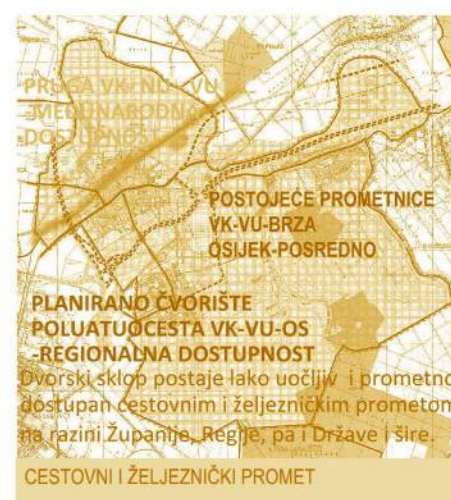 PRUGA VK-NU-VU
-MEĐUNARODNA
DOSTUPNOST
POSTOJEĆE PROMETNICE
VK-VU-BRZA
OSIJEK-POSREDNO
PLANIRANO ČVORIŠTE
POLUATUOCESTA VK-VU-OS
-REGIONALNA DOSTUPNOST
Dvorski sklop postaje lako uočljiv i prometno
dostupan cestovnim i željezničkim prometom
na razini Županije, Regije, pa i Države i šire.
CESTOVNI I ŽELJEZNIČKI PROMET